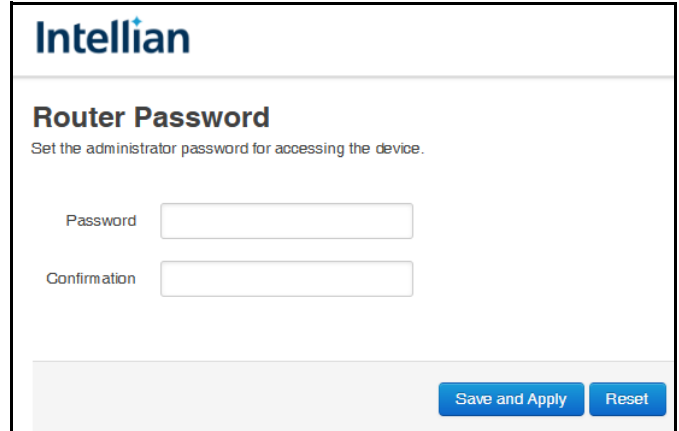 Intellian
Router Password
Set the administrator password for accessing the device.
Password
Confirmation
Save and Apply Reset